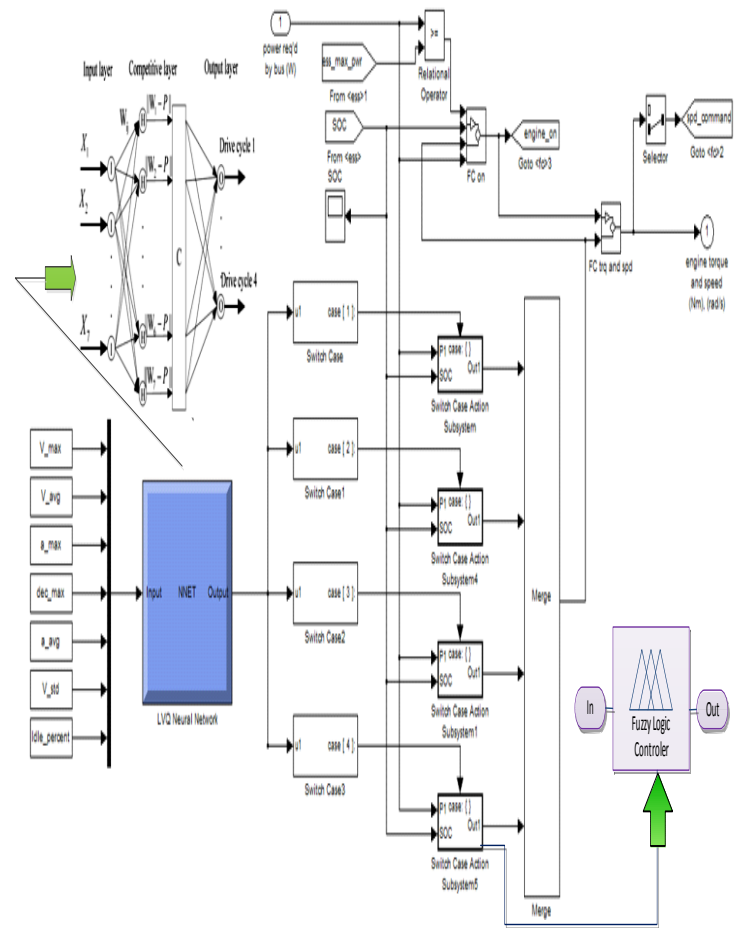 1
power req'd
by bus (W)
ess_max_pwr
From <ess>1
>=
Relational
Operator
SOC
From <ess>
SOC
FC on
engine_on
Goto <fc>3
Selector
spd_command
Goto <fc>2
FC trq and spd
1
engine torque
and speed
(Nm), (rad/s)
Input layer
Competitive layer
Output layer
X1
X2
X7
C
Drive cycle 1
Drive cycle 4
V_max
V_avg
a_max
dec_max
a_avg
V_std
Idle_percent
Input NNET Output
LVQ Neural Network
u1 case [ 1 ]:
Switch Case
u1 case [ 2 ]:
Switch Case1
u1 case [ 3 ]:
Switch Case2
u1 case [ 4 ]:
Switch Case3
P1 case: { }
Out1
SOC
Switch Case Action
Subsystem
P1 case: { }
Out1
SOC
Switch Case Action
Subsystem4
P1 case: { }
Out1
SOC
Switch Case Action
Subsystem1
P1 case: { }
Out1
SOC
Switch Case Action
Subsystem5
Merge
Merge
In
Fuzzy Logic
Controler
Out